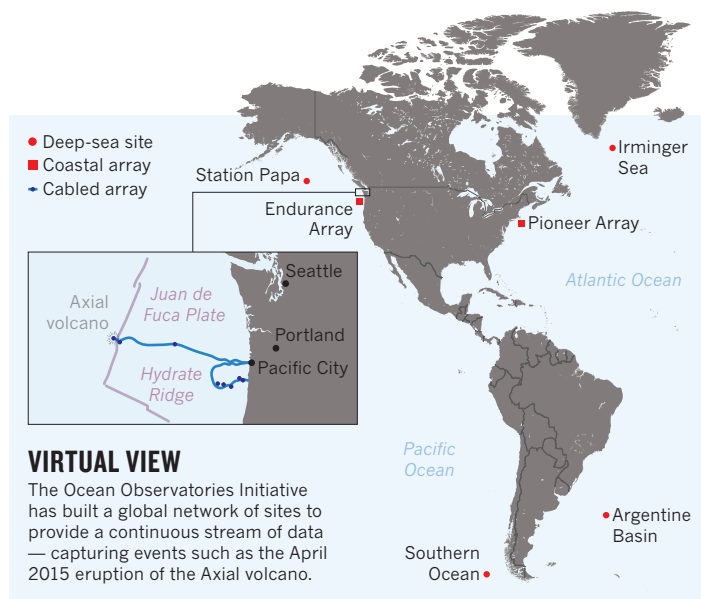 Deep-sea site
Coastal array
Cabled array
Station Papa
Endurance
Array
Irminger
Sea
Pioneer Array
Atlantic Ocean
Seattle
Axial
volcano
Juan de
Fuca Plate
Portland
Pacific City
Hydrate
Ridge
VIRTUAL VIEW
The Ocean Observatories Initiative
has built a global network of sites to
provide a continuous stream of data
— capturing events such as the April
2015 eruption of the Axial volcano.
Pacific
Ocean
Argentine
Basin
Southern
Ocean